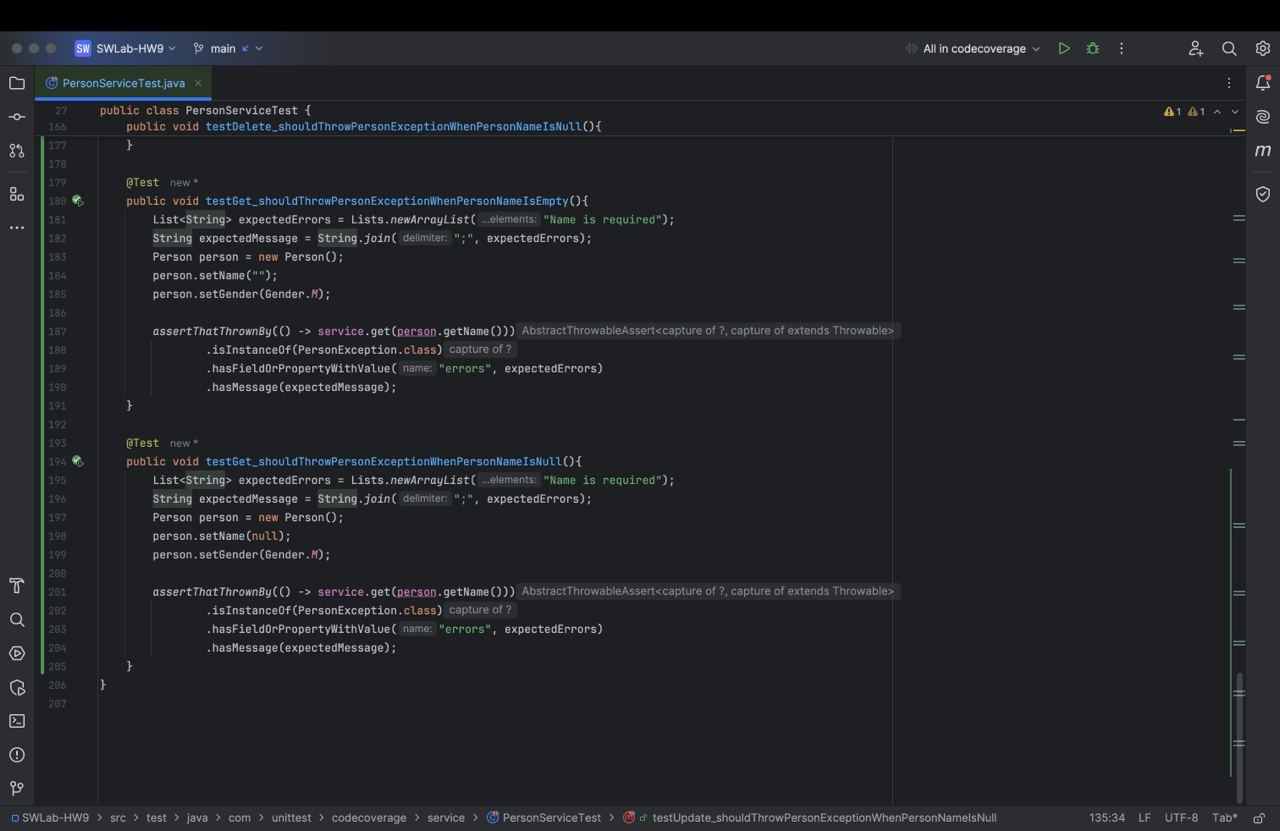 SW SWLab-HW9 main All in codecoverage
PersonServiceTest.java
27 public class PersonServiceTest { 1 1
166 public void testDelete_shouldThrowPersonExceptionWhenPersonNameIsNull(){
177 }
178
179 @Test new *
180 public void testGet_shouldThrowPersonExceptionWhenPersonNameIsEmpty(){
181 List<String> expectedErrors = Lists.newArrayList( ...elements: "Name is required");
182 String expectedMessage = String.join( delimiter: ";", expectedErrors);
183 Person person = new Person();
184 person.setName("");
185 person.setGender(Gender.M);
186
187 assertThatThrownBy(() -> service.get(person.getName())) AbstractThrowableAssert<capture of ?, capture of extends Throwable>
188 .isInstanceOf(PersonException.class) capture of ?
189 .hasFieldOrPropertyWithValue( name: "errors", expectedErrors)
190 .hasMessage(expectedMessage);
191 }
192
193 @Test new *
194 public void testGet_shouldThrowPersonExceptionWhenPersonNameIsNull(){
195 List<String> expectedErrors = Lists.newArrayList( ...elements: "Name is required");
196 String expectedMessage = String.join( delimiter: ";", expectedErrors);
197 Person person = new Person();
198 person.setName(null);
199 person.setGender(Gender.M);
200
201 assertThatThrownBy(() -> service.get(person.getName())) AbstractThrowableAssert<capture of ?, capture of extends Throwable>
202 .isInstanceOf(PersonException.class) capture of ?
203 .hasFieldOrPropertyWithValue( name: "errors", expectedErrors)
204 .hasMessage(expectedMessage);
205 }
206 }
207
SWLab-HW9 > src > test > java > com > unittest > codecoverage > service > PersonServiceTest > testUpdate_shouldThrowPersonExceptionWhenPersonNameIsNull 135:34 LF UTF-8 Tab*